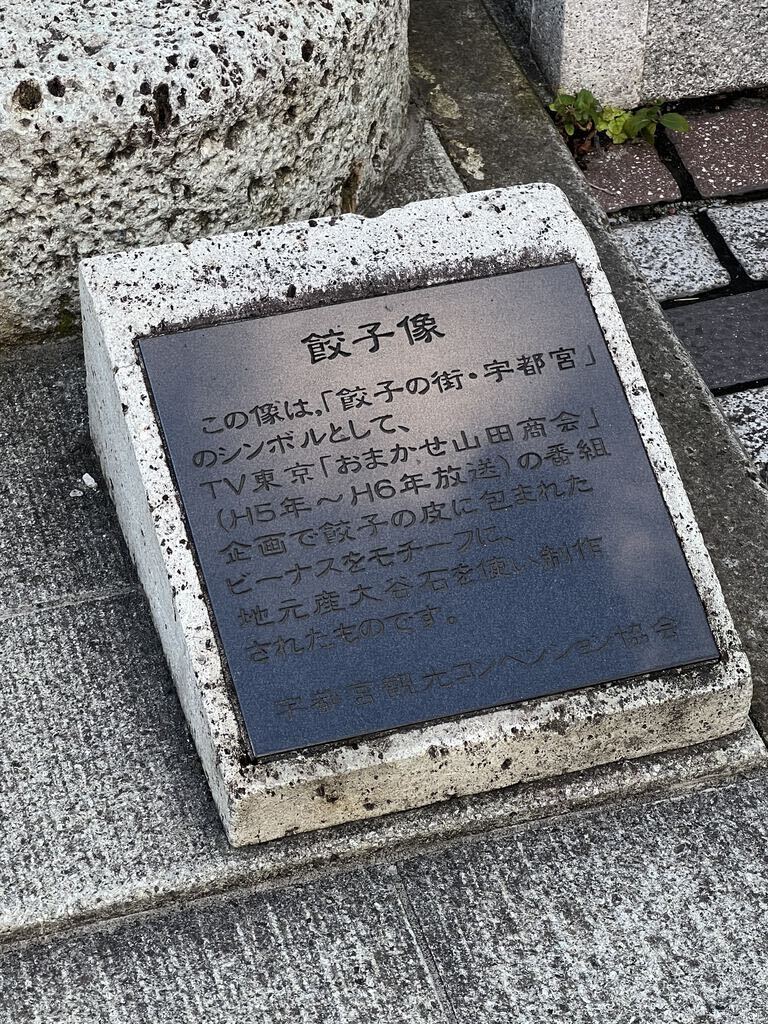 餃子像
この像は、「餃子の街・宇都宮」
のシンボルとして、
TV東京「おまかせ山田商会」
(H5年～H6年放送)の番組
企画で餃子の皮に包まれた
ビーナスをモチーフに、
地元産大谷石を使い制作
されたものです。
宇都宮観光コンベンション協会